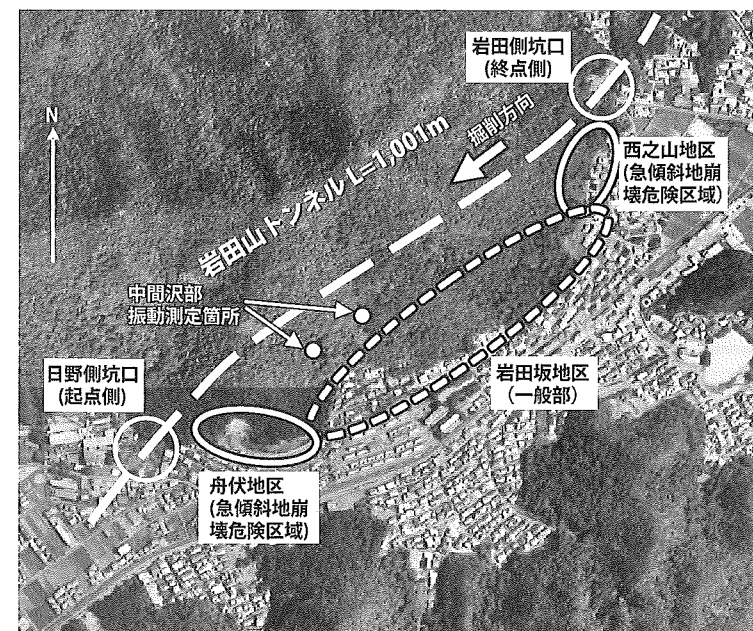 岩田側坑口
(終点側)
N
掘削方向
岩田山トンネル L=1,001m
西之山地区
(急傾斜地崩
壊危険区域)
中間沢部
振動測定箇所
日野側坑口
(起点側)
岩田坂地区
(一般部)
舟伏地区
(急傾斜地崩
壊危険区域)